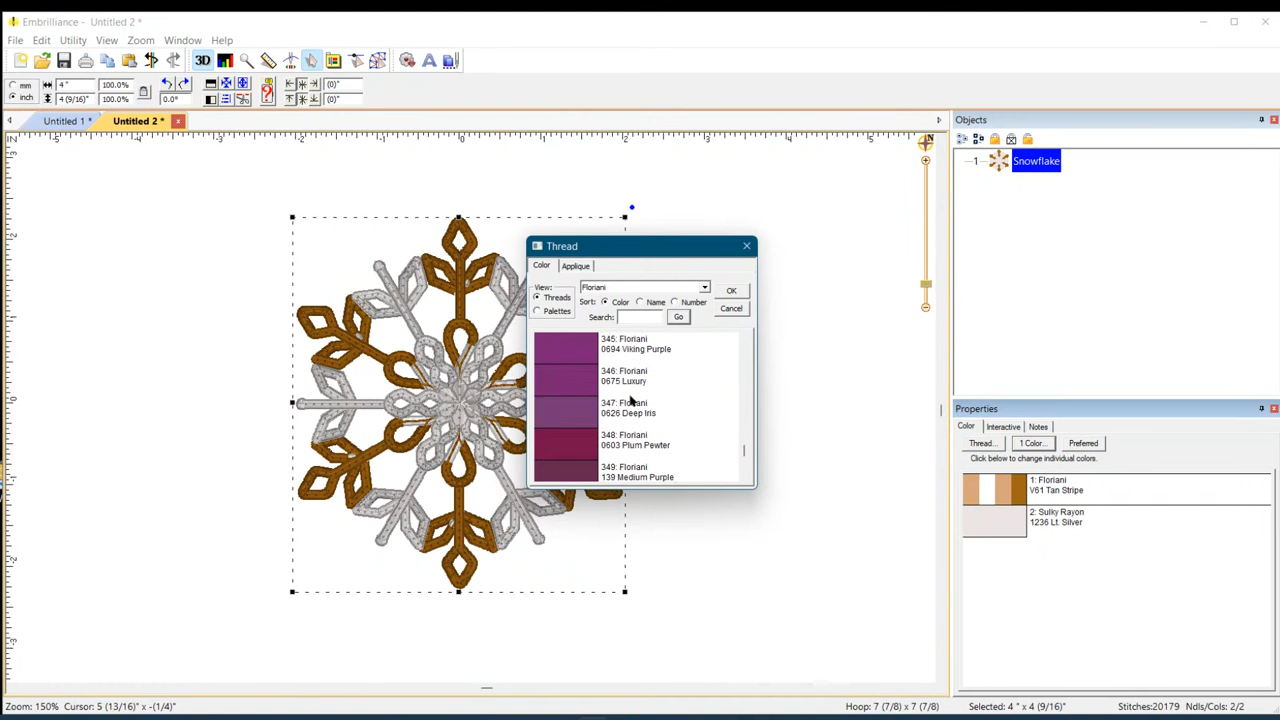 Embrilliance - Untitled 2 *
File Edit Utility View Zoom Window Help
3D
mm
inch
4 " 100.0%
4 (9/16)" 100.0%
0.0°
(0)"
(0)"
Untitled 1 *
Untitled 2 *
Objects
1 Snowflake
Thread
Color Applique
View:
Threads
Palettes
Floriani
Sort: Color Name Number
Search: Go
OK
Cancel
345: Floriani
0694 Viking Purple
346: Floriani
0675 Luxury
347: Floriani
0626 Deep Iris
348: Floriani
0603 Plum Pewter
349: Floriani
139 Medium Purple
Properties
Color Interactive Notes
Thread... 1 Color... Preferred
Click below to change individual colors.
1: Floriani
V61 Tan Stripe
2: Sulky Rayon
1236 Lt. Silver
Zoom: 150% Cursor: 5 (13/16)" x -(1/4)" Hoop: 7 (7/8) x 7 (7/8) Selected: 4 " x 4 (9/16)" Stitches:20179 Ndls/Cols: 2/2